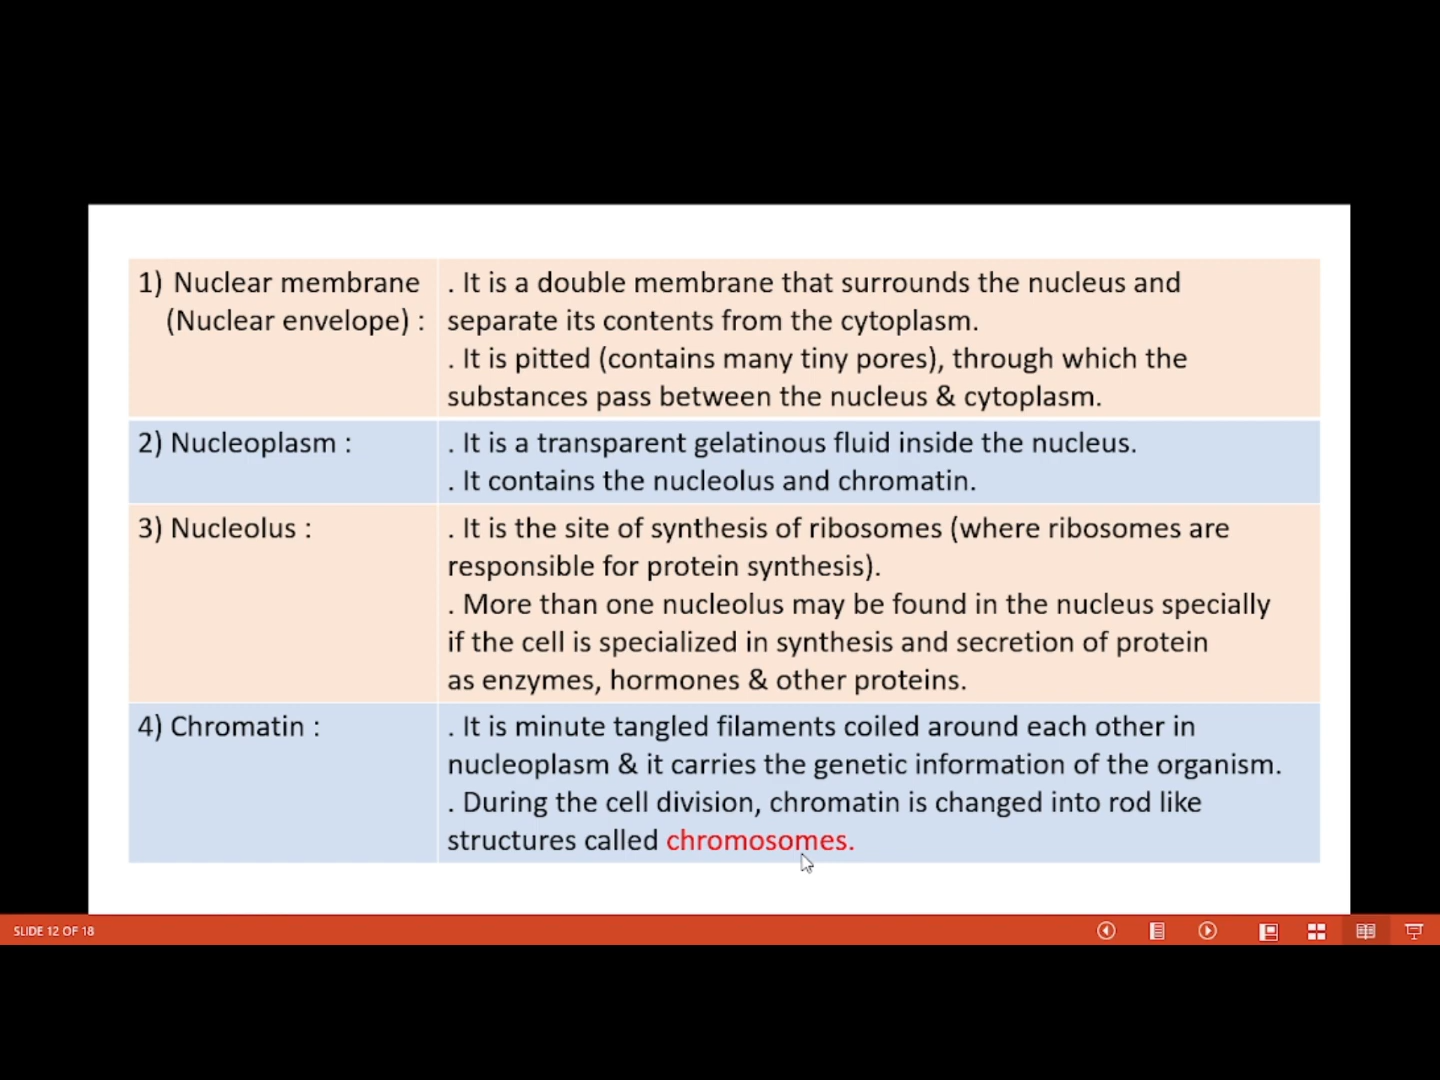 1) Nuclear membrane
(Nuclear envelope) :
. It is a double membrane that surrounds the nucleus and
separate its contents from the cytoplasm.
. It is pitted (contains many tiny pores), through which the
substances pass between the nucleus & cytoplasm.
2) Nucleoplasm :
. It is a transparent gelatinous fluid inside the nucleus.
. It contains the nucleolus and chromatin.
3) Nucleolus :
. It is the site of synthesis of ribosomes (where ribosomes are
responsible for protein synthesis).
. More than one nucleolus may be found in the nucleus specially
if the cell is specialized in synthesis and secretion of protein
as enzymes, hormones & other proteins.
4) Chromatin :
. It is minute tangled filaments coiled around each other in
nucleoplasm & it carries the genetic information of the organism.
. During the cell division, chromatin is changed into rod like
structures called chromosomes.
SLIDE 12 OF 18